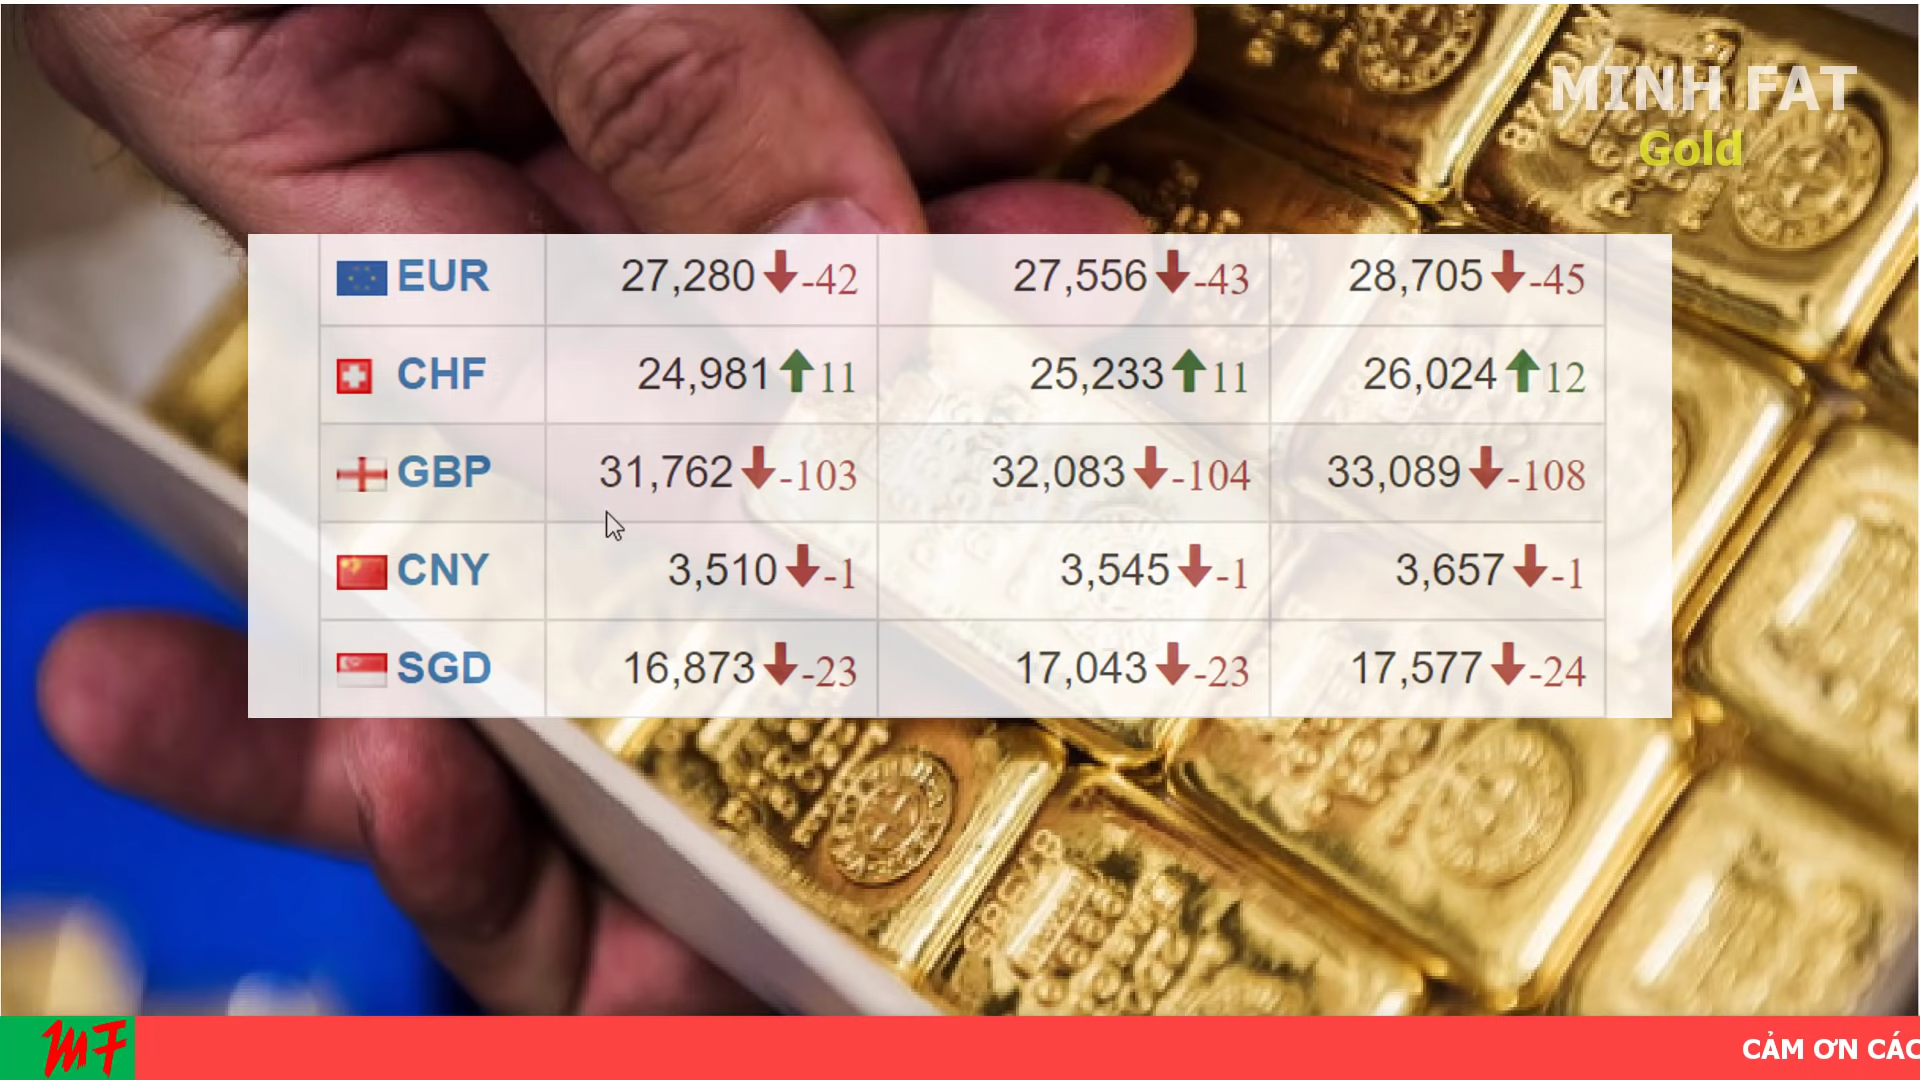 MINH FAT
Gold
EUR 27,280 -42 27,556 -43 28,705 -45
CHF 24,981 11 25,233 11 26,024 12
GBP 31,762 -103 32,083 -104 33,089 -108
CNY 3,510 -1 3,545 -1 3,657 -1
SGD 16,873 -23 17,043 -23 17,577 -24
MF
CẢM ƠN CÁC